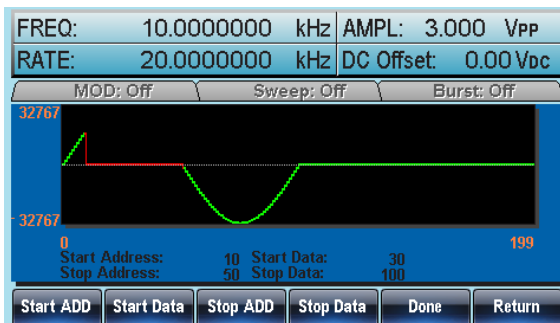 FREQ: 10.0000000 kHz AMPL: 3.000 VPP
RATE: 20.0000000 kHz DC Offset: 0.00 VDC
MOD: Off Sweep: Off Burst: Off
32767
- 32767
0 199
Start Address: 10 Start Data: 30
Stop Address: 50 Stop Data: 100
Start ADD Start Data Stop ADD Stop Data Done Return